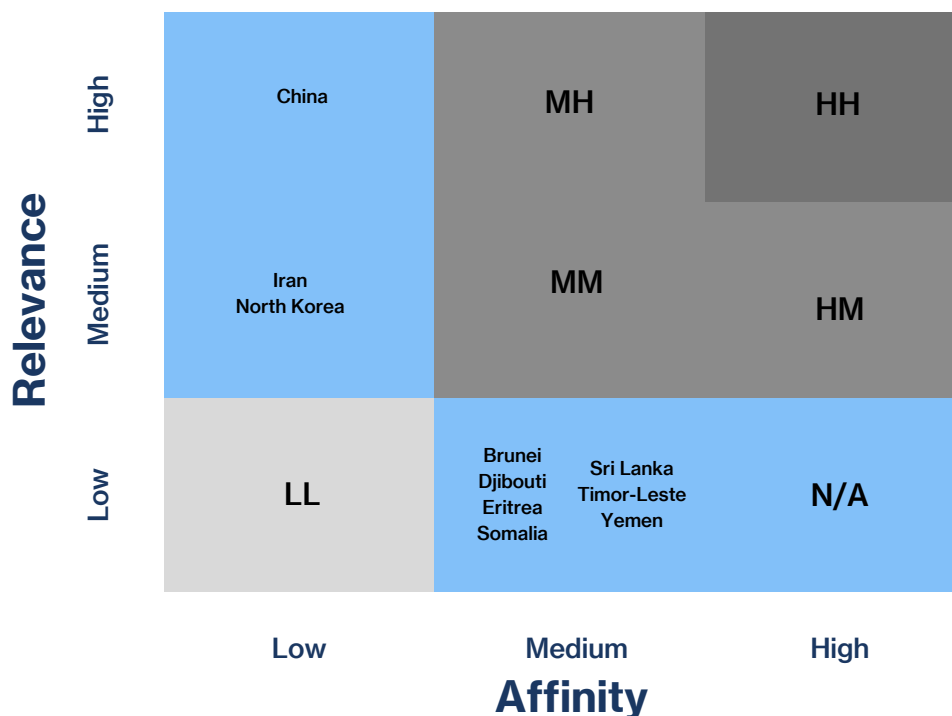 Relevance
High
China
MH
HH
Medium
Iran
North Korea
MM
HM
Low
LL
Brunei
Djibouti
Eritrea
Somalia
Sri Lanka
Timor-Leste
Yemen
N/A
Low
Medium
High
Affinity